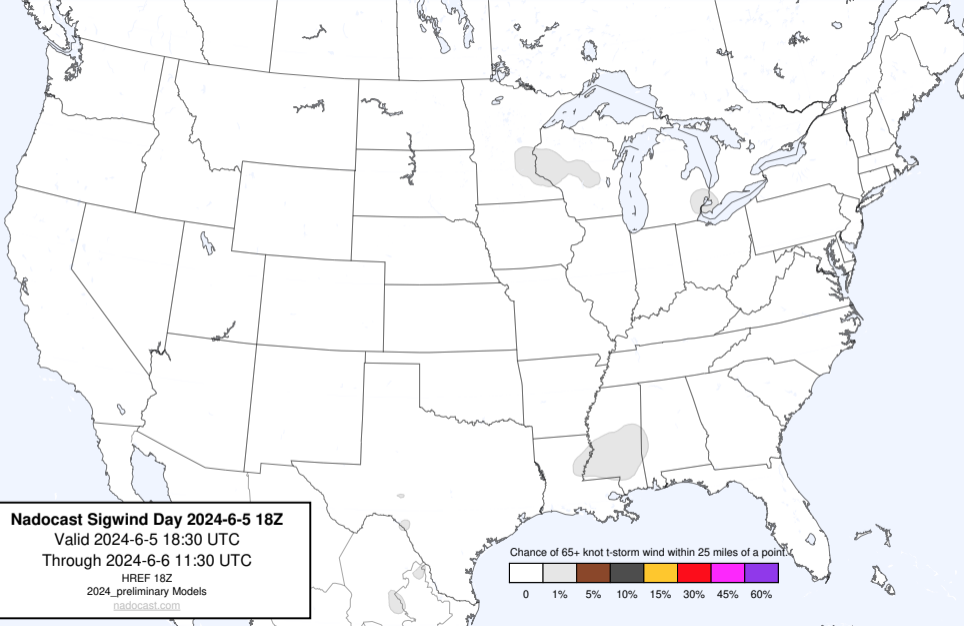 Nadocast Sigwind Day 2024-6-5 18Z
Valid 2024-6-5 18:30 UTC
Through 2024-6-6 11:30 UTC
HREF 18Z
2024_preliminary Models
nadocast.com
Chance of 65+ knot t-storm wind within 25 miles of a point.
0 1% 5% 10% 15% 30% 45% 60%